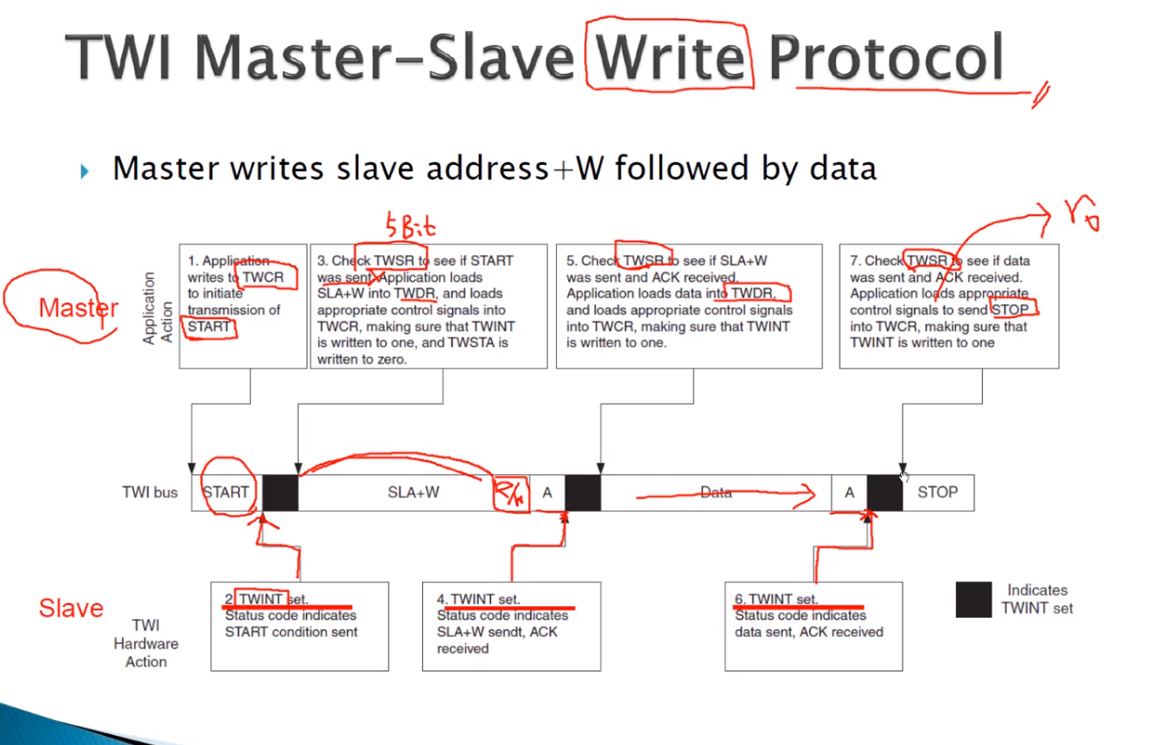 TWI Master-Slave Write Protocol
Master writes slave address+W followed by data
5Bit
Master
Application
Action
1. Application
writes to TWCR
to initiate
transmission of
START
3. Check TWSR to see if START
was sent. Application loads
SLA+W into TWDR, and loads
appropriate control signals into
TWCR, making sure that TWINT
is written to one, and TWSTA is
written to zero.
5. Check TWSR to see if SLA+W
was sent and ACK received.
Application loads data into TWDR,
and loads appropriate control signals
into TWCR, making sure that TWINT
is written to one.
7. Check TWSR to see if data
was sent and ACK received.
Application loads appropriate
control signals to send STOP
into TWCR, making sure that
TWINT is written to one
TWI bus
START
SLA+W
A
Data
A
STOP
Slave
TWI
Hardware
Action
2. TWINT set.
Status code indicates
START condition sent
4. TWINT set.
Status code indicates
SLA+W sendt, ACK
received
6. TWINT set.
Status code indicates
data sent, ACK received
Indicates
TWINT set